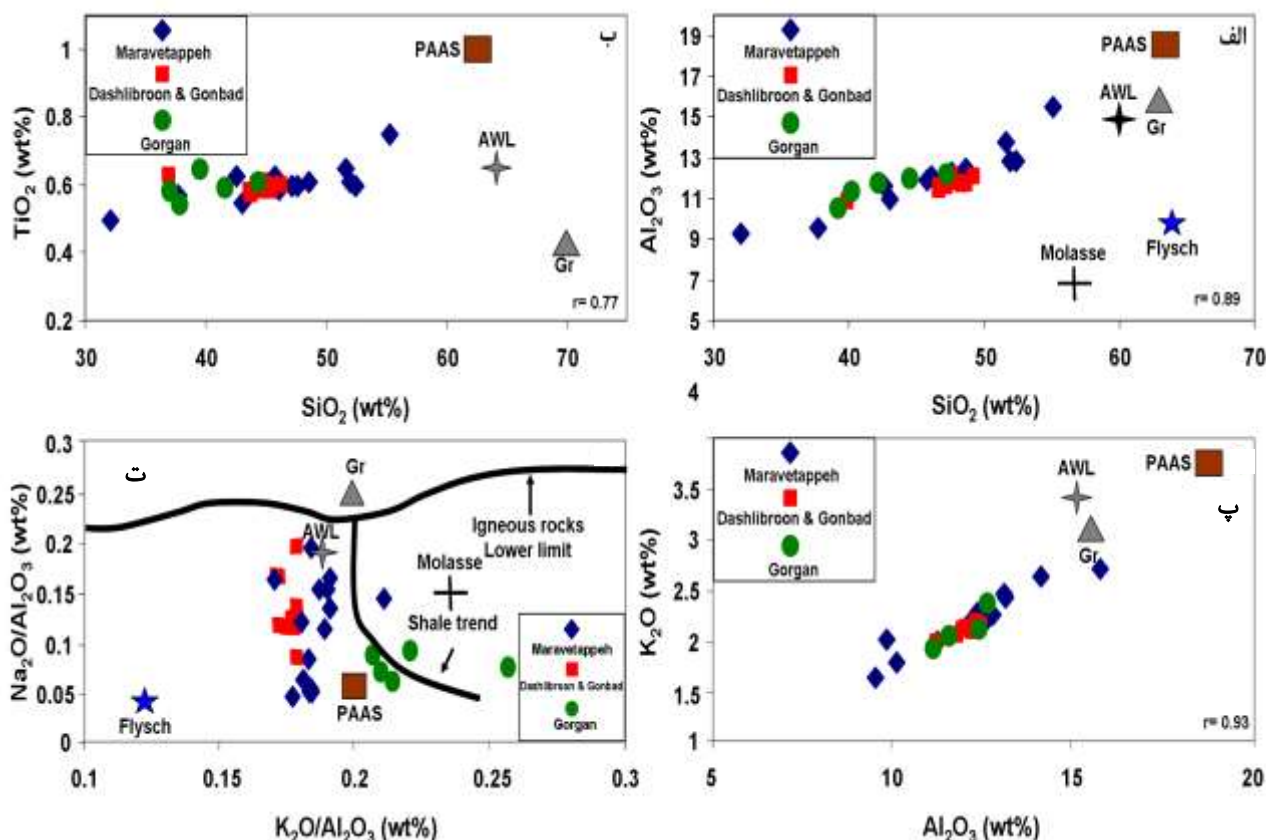 ب
TiO₂ (wt%)
1
0.8
0.6
0.4
0.2
30
40
50
60
70
SiO₂ (wt%)
Maravetappeh
Dashlibroon & Gonbad
Gorgan
PAAS
AWL
Gr
r= 0.77
الف
Al₂O₃ (wt%)
19
17
15
13
11
9
7
5
30
40
50
60
70
SiO₂ (wt%)
Maravetappeh
Dashlibroon & Gonbad
Gorgan
PAAS
AWL
Gr
Molasse
Flysch
r= 0.89
ت
Na₂O/Al₂O₃ (wt%)
0.3
0.25
0.2
0.15
0.1
0.05
0
0.1
0.15
0.2
0.25
0.3
K₂O/Al₂O₃ (wt%)
Gr
AWL
Igneous rocks
Lower limit
Molasse
Shale trend
PAAS
Flysch
Maravetappeh
Dashlibroon & Gonbad
Gorgan
پ
K₂O (wt%)
4
3.5
3
2.5
2
1.5
1
5
10
15
20
Al₂O₃ (wt%)
Maravetappeh
Dashlibroon & Gonbad
Gorgan
AWL
PAAS
Gr
r= 0.93